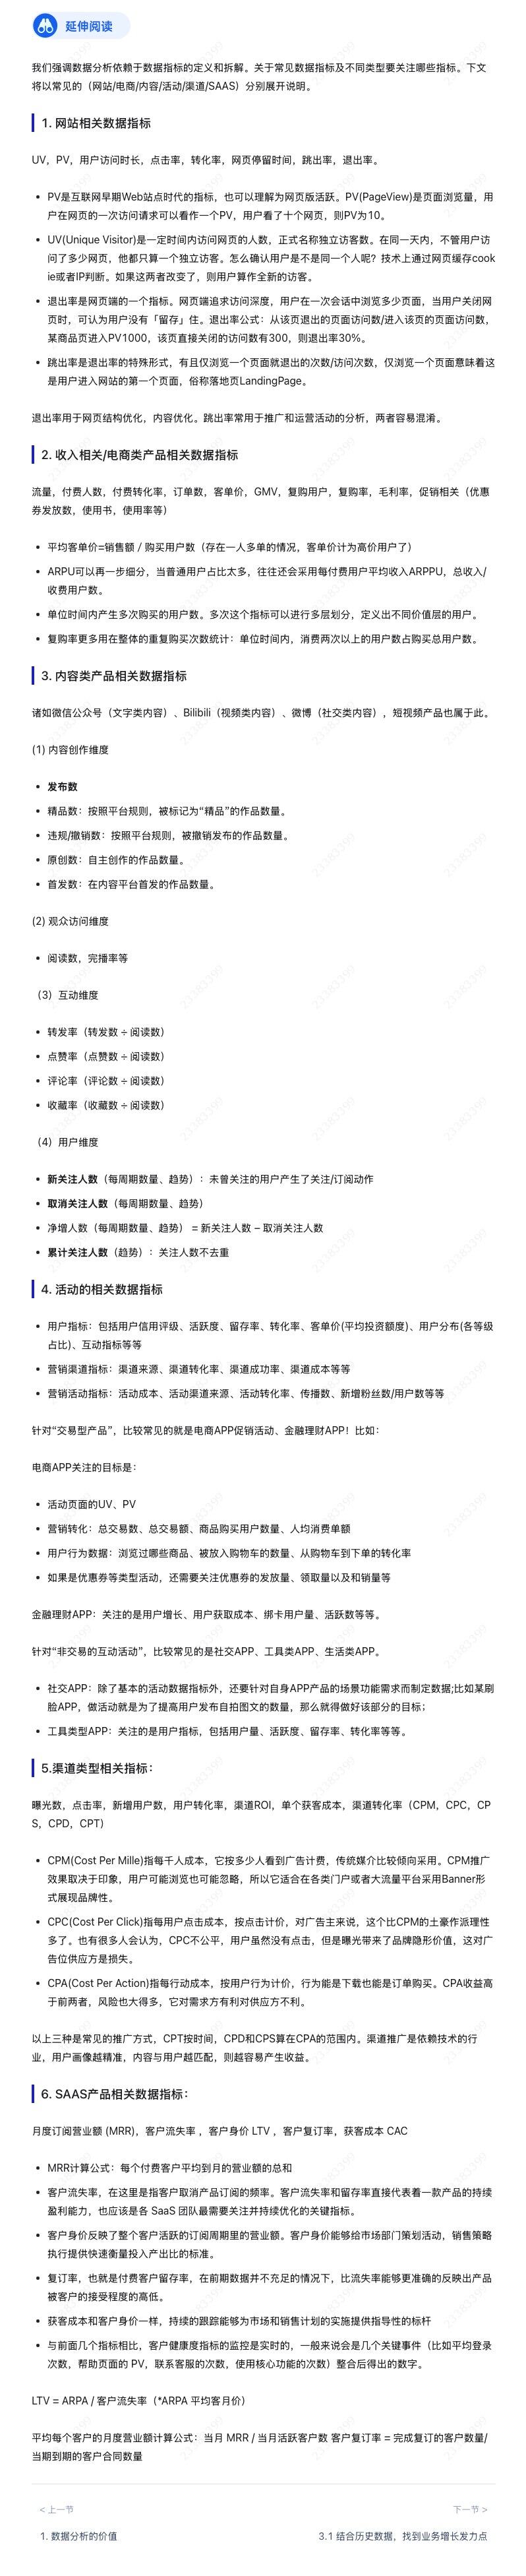 延伸阅读
我们强调数据分析依赖于数据指标的定义和拆解。关于常见数据指标及不同类型要关注哪些指标。下文
将以常见的（网站/电商/内容/活动/渠道/SAAS）分别展开说明。
1. 网站相关数据指标
UV，PV，用户访问时长，点击率，转化率，网页停留时间，跳出率，退出率。
• PV是互联网早期Web站点时代的指标，也可以理解为网页版活跃。PV(PageView)是页面浏览量，用
户在网页的一次访问请求可以看作一个PV，用户看了十个网页，则PV为10。
• UV(Unique Visitor)是一定时间内访问网页的人数，正式名称独立访客数。在同一天内，不管用户访
问了多少网页，他都只算一个独立访客。怎么确认用户是不是同一个人呢？技术上通过网页缓存cook
ie或者IP判断。如果这两者改变了，则用户算作全新的访客。
• 退出率是网页端的一个指标。网页端追求访问深度，用户在一次会话中浏览多少页面，当用户关闭网
页时，可认为用户没有「留存」住。退出率公式：从该页退出的页面访问数/进入该页的页面访问数，
某商品页进入PV1000，该页直接关闭的访问数有300，则退出率30%。
• 跳出率是退出率的特殊形式，有且仅浏览一个页面就退出的次数/访问次数，仅浏览一个页面意味着这
是用户进入网站的第一个页面，俗称落地页LandingPage。
退出率用于网页结构优化，内容优化。跳出率常用于推广和运营活动的分析，两者容易混淆。
2. 收入相关/电商类产品相关数据指标
流量，付费人数，付费转化率，订单数，客单价，GMV，复购用户，复购率，毛利率，促销相关（优惠
券发放数，使用书，使用率等）
• 平均客单价=销售额 / 购买用户数（存在一人多单的情况，客单价计为高价用户了）
• ARPU可以再一步细分，当普通用户占比太多，往往还会采用每付费用户平均收入ARPPU，总收入/
收费用户数。
• 单位时间内产生多次购买的用户数。多次这个指标可以进行多层划分，定义出不同价值层的用户。
• 复购率更多用在整体的重复购买次数统计：单位时间内，消费两次以上的用户数占购买总用户数。
3. 内容类产品相关数据指标
诸如微信公众号（文字类内容）、Bilibili（视频类内容）、微博（社交类内容），短视频产品也属于此。
(1) 内容创作维度
• 发布数
• 精品数：按照平台规则，被标记为“精品”的作品数量。
• 违规/撤销数：按照平台规则，被撤销发布的作品数量。
• 原创数：自主创作的作品数量。
• 首发数：在内容平台首发的作品数量。
(2) 观众访问维度
• 阅读数，完播率等
（3）互动维度
• 转发率（转发数 ÷ 阅读数）
• 点赞率（点赞数 ÷ 阅读数）
• 评论率（评论数 ÷ 阅读数）
• 收藏率（收藏数 ÷ 阅读数）
（4）用户维度
• 新关注人数（每周期数量、趋势）：未曾关注的用户产生了关注/订阅动作
• 取消关注人数（每周期数量、趋势）
• 净增人数（每周期数量、趋势） = 新关注人数 – 取消关注人数
• 累计关注人数（趋势）：关注人数不去重
4. 活动的相关数据指标
• 用户指标：包括用户信用评级、活跃度、留存率、转化率、客单价(平均投资额度)、用户分布(各等级
占比)、互动指标等等
• 营销渠道指标：渠道来源、渠道转化率、渠道成功率、渠道成本等等
• 营销活动指标：活动成本、活动渠道来源、活动转化率、传播数、新增粉丝数/用户数等等
针对“交易型产品”，比较常见的就是电商APP促销活动、金融理财APP！比如：
电商APP关注的目标是：
• 活动页面的UV、PV
• 营销转化：总交易数、总交易额、商品购买用户数量、人均消费单额
• 用户行为数据：浏览过哪些商品、被放入购物车的数量、从购物车到下单的转化率
• 如果是优惠券等类型活动，还需要关注优惠券的发放量、领取量以及和销量等
金融理财APP：关注的是用户增长、用户获取成本、绑卡用户量、活跃数等等。
针对“非交易的互动活动”，比较常见的是社交APP、工具类APP、生活类APP。
• 社交APP：除了基本的活动数据指标外，还要针对自身APP产品的场景功能需求而制定数据;比如某刷
脸APP，做活动就是为了提高用户发布自拍图文的数量，那么就得做好该部分的目标；
• 工具类型APP：关注的是用户指标，包括用户量、活跃度、留存率、转化率等等。
5.渠道类型相关指标：
曝光数，点击率，新增用户数，用户转化率，渠道ROI，单个获客成本，渠道转化率（CPM，CPC，CP
S，CPD，CPT）
• CPM(Cost Per Mille)指每千人成本，它按多少人看到广告计费，传统媒介比较倾向采用。CPM推广
效果取决于印象，用户可能浏览也可能忽略，所以它适合在各类门户或者大流量平台采用Banner形
式展现品牌性。
• CPC(Cost Per Click)指每用户点击成本，按点击计价，对广告主来说，这个比CPM的土豪作派理性
多了。也有很多人会认为，CPC不公平，用户虽然没有点击，但是曝光带来了品牌隐形价值，这对广
告位供应方是损失。
• CPA(Cost Per Action)指每行动成本，按用户行为计价，行为能是下载也能是订单购买。CPA收益高
于前两者，风险也大得多，它对需求方有利对供应方不利。
以上三种是常见的推广方式，CPT按时间，CPD和CPS算在CPA的范围内。渠道推广是依赖技术的行
业，用户画像越精准，内容与用户越匹配，则越容易产生收益。
6. SAAS产品相关数据指标：
月度订阅营业额 (MRR)，客户流失率 ，客户身价 LTV ，客户复订率，获客成本 CAC
• MRR计算公式：每个付费客户平均到月的营业额的总和
• 客户流失率，在这里是指客户取消产品订阅的频率。客户流失率和留存率直接代表着一款产品的持续
盈利能力，也应该是各 SaaS 团队最需要关注并持续优化的关键指标。
• 客户身价反映了整个客户活跃的订阅周期里的营业额。客户身价能够给市场部门策划活动，销售策略
执行提供快速衡量投入产出比的标准。
• 复订率，也就是付费客户留存率，在前期数据并不充足的情况下，比流失率能够更准确的反映出产品
被客户的接受程度的高低。
• 获客成本和客户身价一样，持续的跟踪能够为市场和销售计划的实施提供指导性的标杆
• 与前面几个指标相比，客户健康度指标的监控是实时的，一般来说会是几个关键事件（比如平均登录
次数，帮助页面的 PV，联系客服的次数，使用核心功能的次数）整合后得出的数字。
LTV = ARPA / 客户流失率（*ARPA 平均客月价）
平均每个客户的月度营业额计算公式：当月 MRR / 当月活跃客户数 客户复订率 = 完成复订的客户数量/
当期到期的客户合同数量
< 上一节
下一节 >
1. 数据分析的价值
3.1 结合历史数据，找到业务增长发力点
23383399